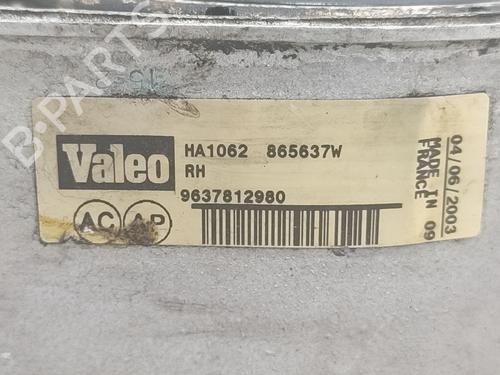 B-PARTS
Valeo
HA1062 865637W
RH
9637812980
AC AP
04/06/2003
MADE IN 09
FRANCE